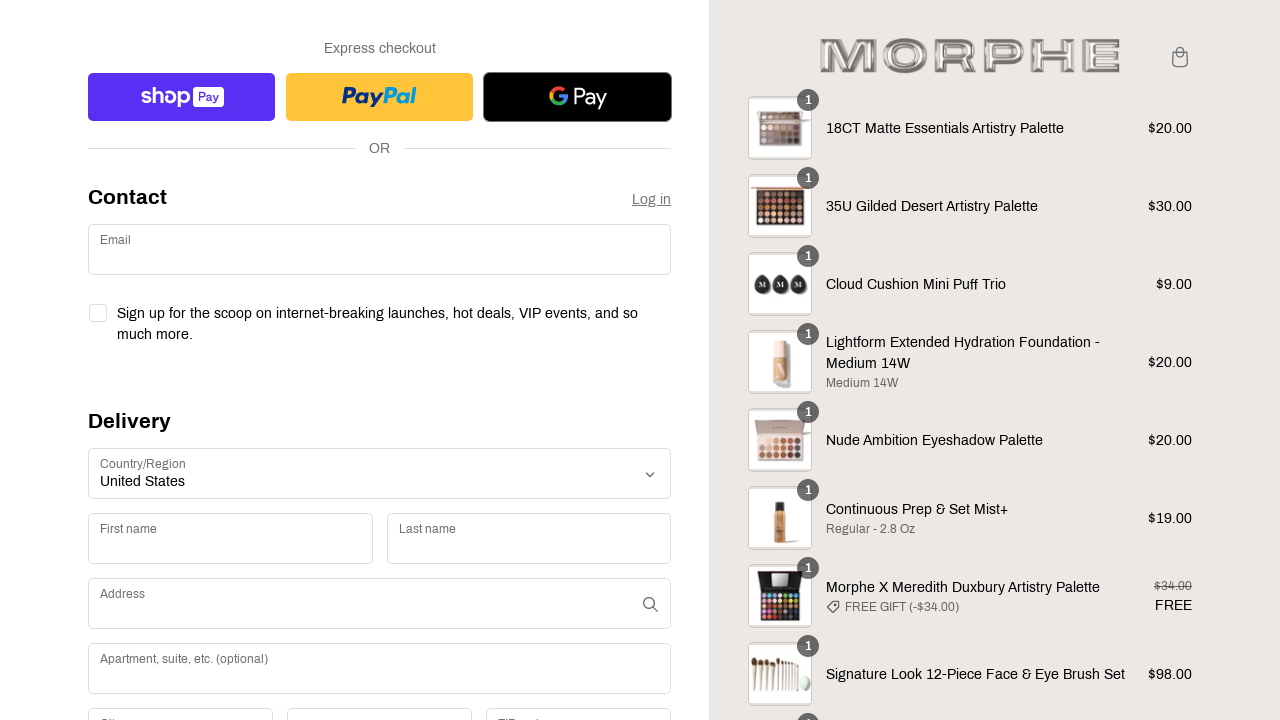 Express checkout
shop Pay
PayPal
G Pay
OR
Contact
Log in
Email
Sign up for the scoop on internet-breaking launches, hot deals, VIP events, and so
much more.
Delivery
Country/Region
United States
First name
Last name
Address
Apartment, suite, etc. (optional)
MORPHE
1
18CT Matte Essentials Artistry Palette
$20.00
1
35U Gilded Desert Artistry Palette
$30.00
1
Cloud Cushion Mini Puff Trio
$9.00
1
Lightform Extended Hydration Foundation -
Medium 14W
Medium 14W
$20.00
1
Nude Ambition Eyeshadow Palette
$20.00
1
Continuous Prep & Set Mist+
Regular - 2.8 Oz
$19.00
1
Morphe X Meredith Duxbury Artistry Palette
FREE GIFT (-$34.00)
$34.00
FREE
1
Signature Look 12-Piece Face & Eye Brush Set
$98.00